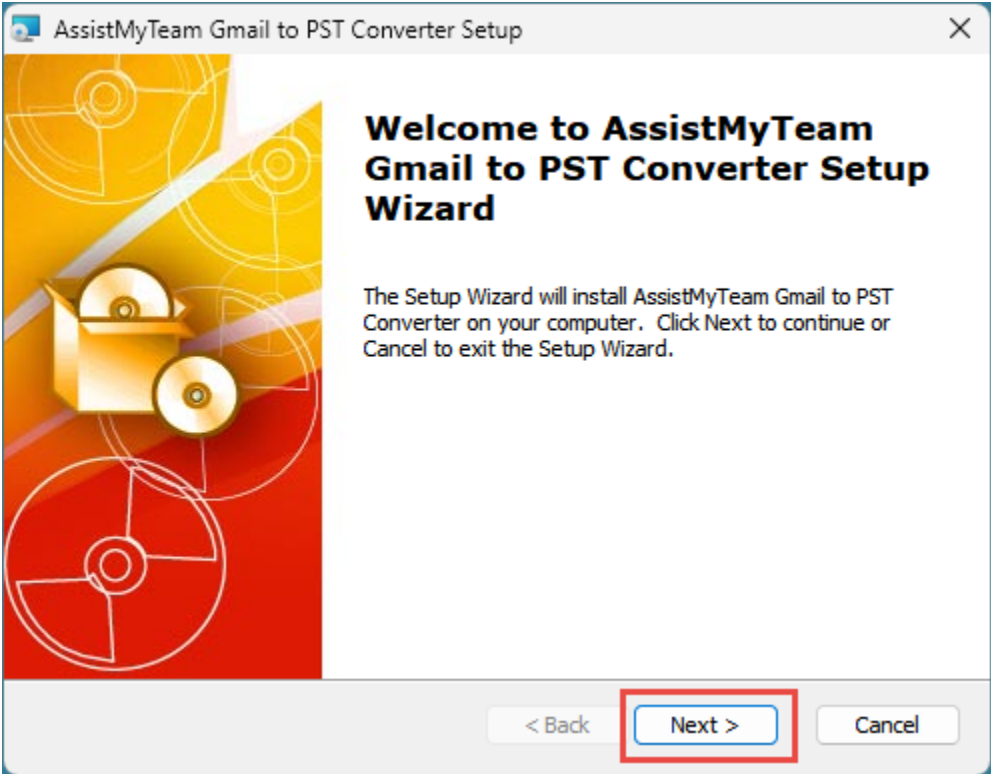 AssistMyTeam Gmail to PST Converter Setup
Welcome to AssistMyTeam
Gmail to PST Converter Setup
Wizard
The Setup Wizard will install AssistMyTeam Gmail to PST
Converter on your computer.  Click Next to continue or
Cancel to exit the Setup Wizard.
< Back
Next >
Cancel